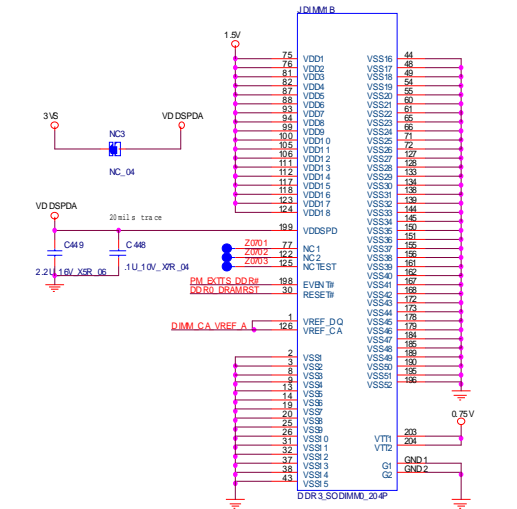 JDIMM1B
1.5V
75 VDD1 VSS16 44
76 VDD2 VSS17 48
81 VDD3 VSS18 49
82 VDD4 VSS19 54
87 VDD5 VSS20 55
88 VDD6 VSS21 60
93 VDD7 VSS22 61
94 VDD8 VSS23 65
99 VDD9 VSS24 66
100 VDD10 VSS25 71
105 VDD11 VSS26 72
106 VDD12 VSS27 127
111 VDD13 VSS28 128
112 VDD14 VSS29 133
117 VDD15 VSS30 134
118 VDD16 VSS31 138
123 VDD17 VSS32 139
124 VDD18 VSS33 144
VSS34 145
199 VDDSPD VSS35 150
VSS36 151
77 NC1 VSS37 155
122 NC2 VSS38 156
125 NCTEST VSS39 161
VSS40 162
198 EVENT# VSS41 167
30 RESET# VSS42 168
VSS43 172
VSS44 173
1 VREF_DQ VSS45 178
126 VREF_CA VSS46 179
VSS47 184
VSS48 185
2 VSS1 VSS49 189
3 VSS2 VSS50 190
8 VSS3 VSS51 195
9 VSS4 VSS52 196
13 VSS5
14 VSS6
19 VSS7
20 VSS8
25 VSS9
26 VSS10
31 VSS11
32 VSS12
37 VSS13
38 VSS14
43 VSS15
VTT1 203
VTT2 204
G1 GND1
G2 GND2
0.75V
DDR3_SODIMM0_204P
3VS
VDDSPDA
NC3
NC_04
VDDSPDA
20mils trace
C449
C448
2.2U_16V_X5R_06
.1U_10V_X7R_04
Z0701
Z0702
Z0703
PM_EXTTS_DDR#
DDR0_DRAMRST
DIMM_CA_VREF_A